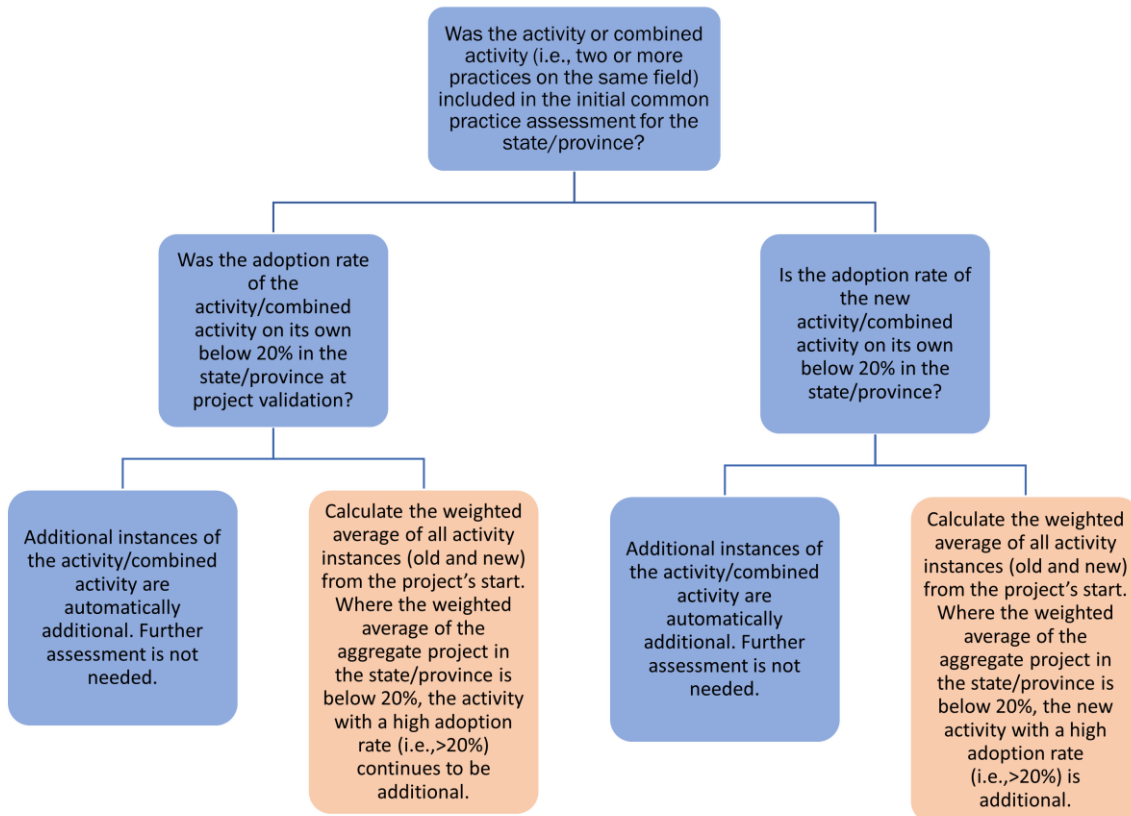 Was the activity or combined
activity (i.e., two or more
practices on the same field)
included in the initial common
practice assessment for the
state/province?
Was the adoption rate
of the
activity/combined
activity on its own
below 20% in the
state/province at
project validation?
Is the adoption rate of
the new
activity/combined
activity on its own
below 20% in the
state/province?
Additional instances of
the activity/combined
activity are
automatically
additional. Further
assessment is not
needed.
Calculate the weighted
average of all activity
instances (old and new)
from the project’s start.
Where the weighted
average of the
aggregate project in
the state/province is
below 20%, the activity
with a high adoption
rate (i.e.,>20%)
continues to be
additional.
Additional instances of
the activity/combined
activity are
automatically
additional. Further
assessment is not
needed.
Calculate the weighted
average of all activity
instances (old and new)
from the project’s start.
Where the weighted
average of the
aggregate project in
the state/province is
below 20%, the new
activity with a high
adoption rate
(i.e.,>20%) is
additional.